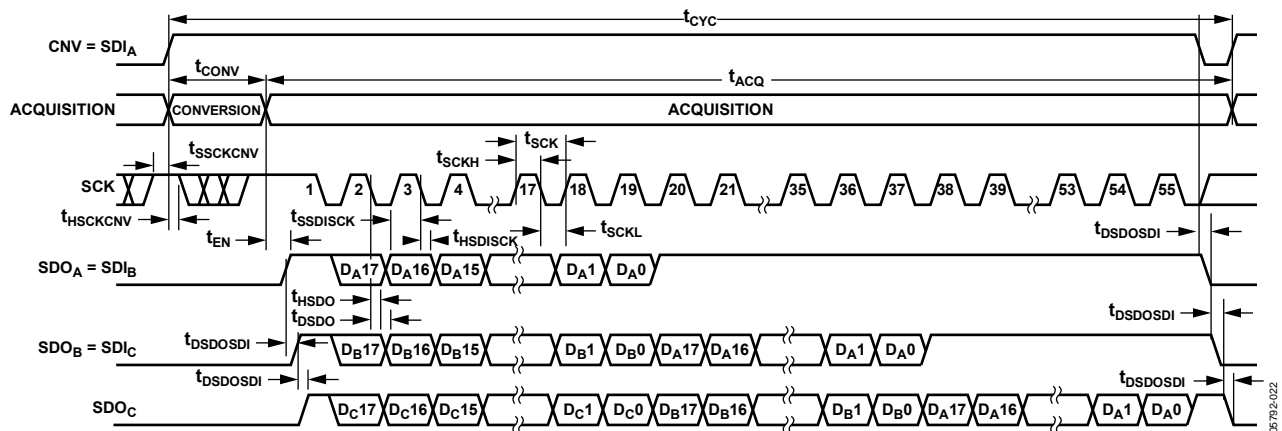 tCYC
CNV = SDIA
tCONV
tACQ
ACQUISITION
CONVERSION
ACQUISITION
tSSCKCNV
tSCK
tSCKH
SCK
1 2 3 4 17 18 19 20 21 35 36 37 38 39 53 54 55
tHSCKCNV
tSSDISCK
tHSDISCK
tSCKL
tEN
tDSDOSDI
SDOA = SDIB
DA17 DA16 DA15 DA1 DA0
tHSDO
tDSDO
tDSDOSDI
tDSDOSDI
SDOB = SDIC
DB17 DB16 DB15 DB1 DB0 DA17 DA16 DA1 DA0
tDSDOSDI
tDSDOSDI
SDOC
DC17 DC16 DC15 DC1 DC0 DB17 DB16 DB1 DB0 DA17 DA16 DA1 DA0
05792-022